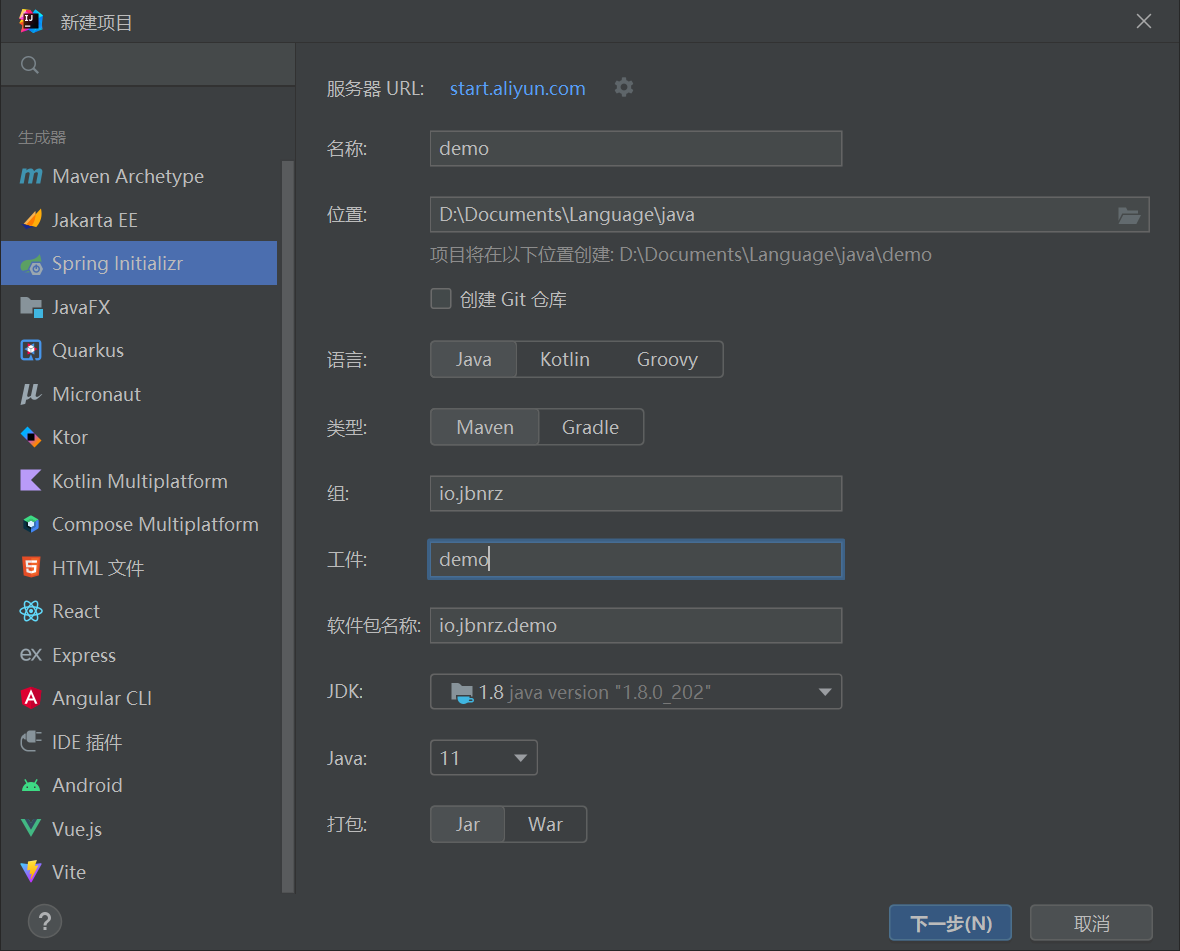 新建项目
生成器
Maven Archetype
Jakarta EE
Spring Initializr
JavaFX
Quarkus
Micronaut
Ktor
Kotlin Multiplatform
Compose Multiplatform
HTML 文件
React
Express
Angular CLI
IDE 插件
Android
Vue.js
Vite
服务器 URL: start.aliyun.com
名称: demo
位置: D:\Documents\Language\java
项目将在以下位置创建: D:\Documents\Language\java\demo
创建 Git 仓库
语言: Java Kotlin Groovy
类型: Maven Gradle
组: io.jbnrz
工件: demo
软件包名称: io.jbnrz.demo
JDK: 1.8 java version "1.8.0_202"
Java: 11
打包: Jar War
? 下一步(N) 取消